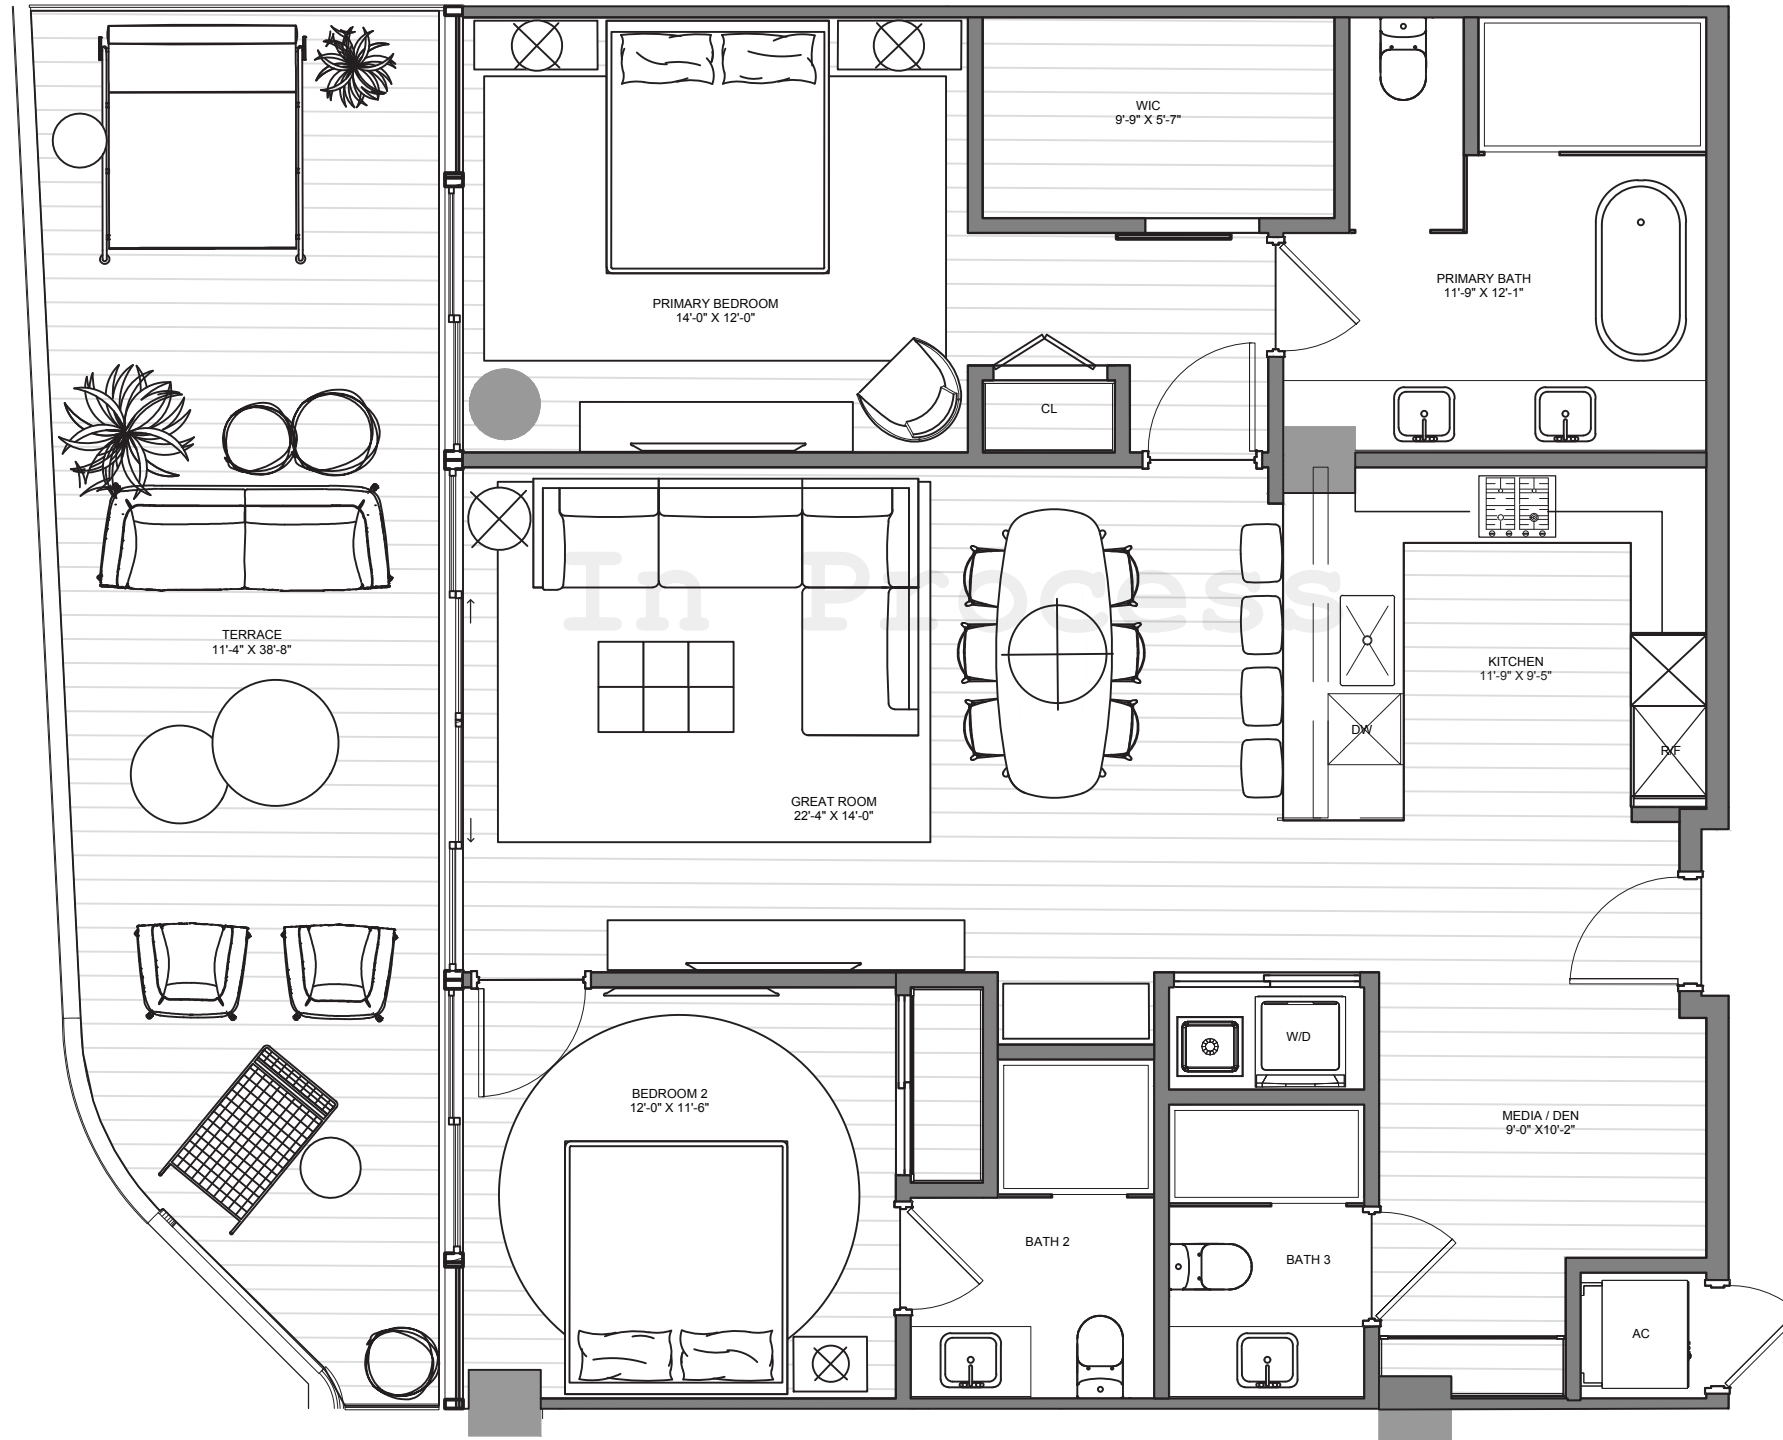 WIC
9'-9" X 5'-7"
PRIMARY BEDROOM
14'-0" X 12'-0"
PRIMARY BATH
11'-9" X 12'-1"
CL
In Process
TERRACE
11'-4" X 38'-8"
KITCHEN
11'-9" X 9'-5"
DW
R/F
GREAT ROOM
22'-4" X 14'-0"
W/D
BEDROOM 2
12'-0" X 11'-6"
MEDIA / DEN
9'-0" X10'-2"
BATH 2
BATH 3
AC